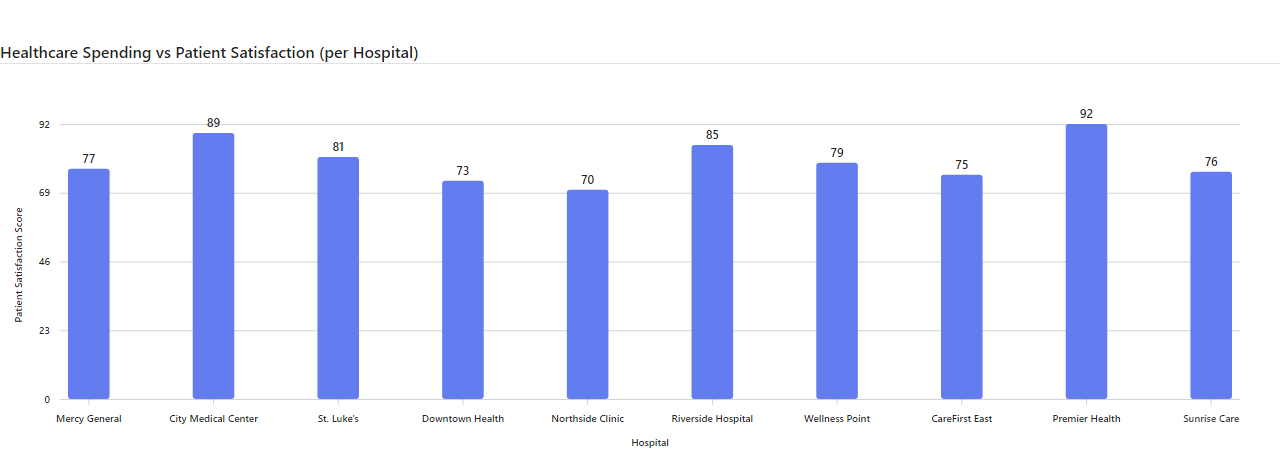 Healthcare Spending vs Patient Satisfaction (per Hospital)
92
69
46
23
0
Patient Satisfaction Score
77
89
81
73
70
85
79
75
92
76
Mercy General
City Medical Center
St. Luke's
Downtown Health
Northside Clinic
Riverside Hospital
Wellness Point
CareFirst East
Premier Health
Sunrise Care
Hospital